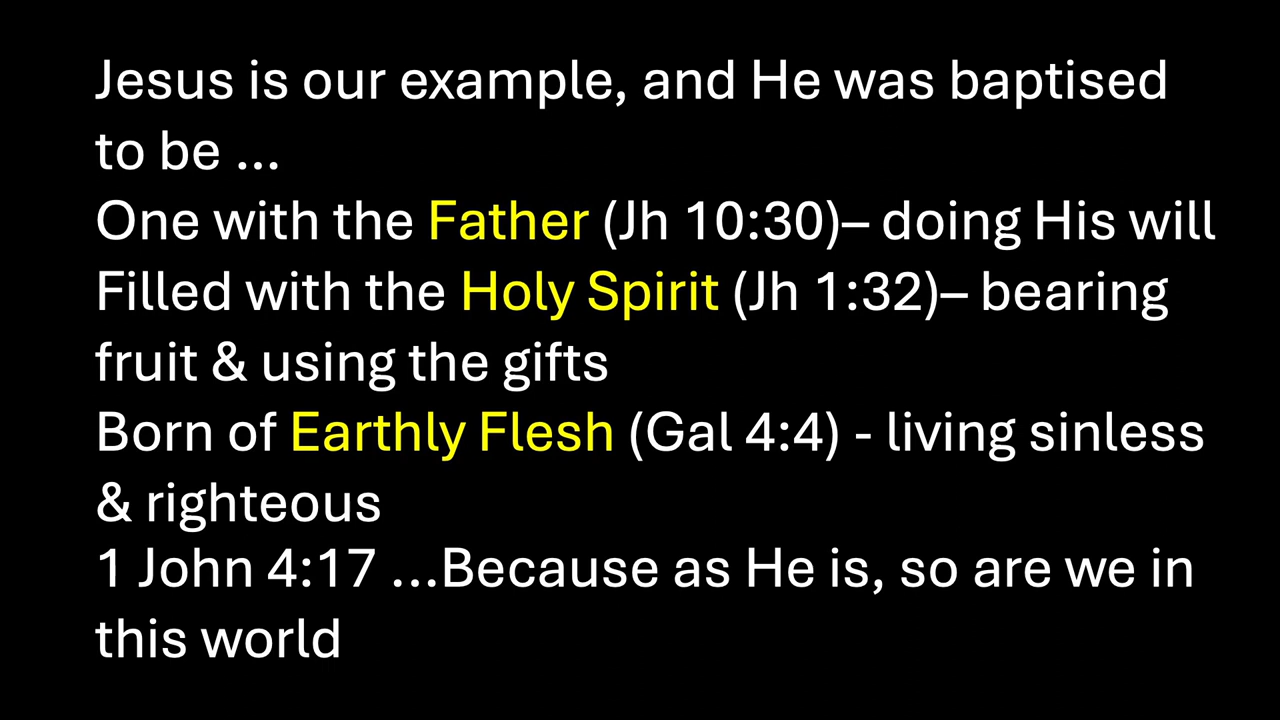 Jesus is our example, and He was baptised
to be ...
One with the Father (Jh 10:30)– doing His will
Filled with the Holy Spirit (Jh 1:32)– bearing
fruit & using the gifts
Born of Earthly Flesh (Gal 4:4) - living sinless
& righteous
1 John 4:17 ...Because as He is, so are we in
this world